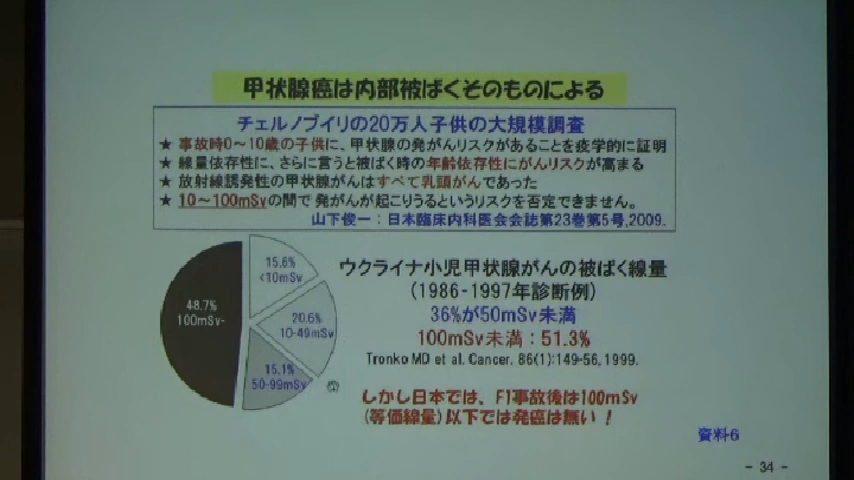 甲状腺癌は内部被ばくそのものによる
チェルノブイリの20万人子供の大規模調査
★ 事故時0～10歳の子供に、甲状腺の発がんリスクがあることを疫学的に証明
★ 線量依存性に、さらに言うと被ばく時の年齢依存性にがんリスクが高まる
★ 放射線誘発性の甲状腺がんはすべて乳頭がんであった
★ 10～100mSvの間で発がんが起こりうるというリスクを否定できません。
山下俊一：日本臨床内科医会会誌第23巻第5号,2009.
ウクライナ小児甲状腺がんの被ばく線量
(1986-1997年診断例)
36%が50mSv未満
100mSv未満：51.3%
Tronko MD et al. Cancer. 86(1):149-56, 1999.
15.6%
<10mSv
20.6%
10-49mSv
15.1%
50-99mSv
48.7%
100mSv-
しかし日本では、F1事故後は100mSv
(等価線量)以下では発癌は無い！
資料6
- 34 -